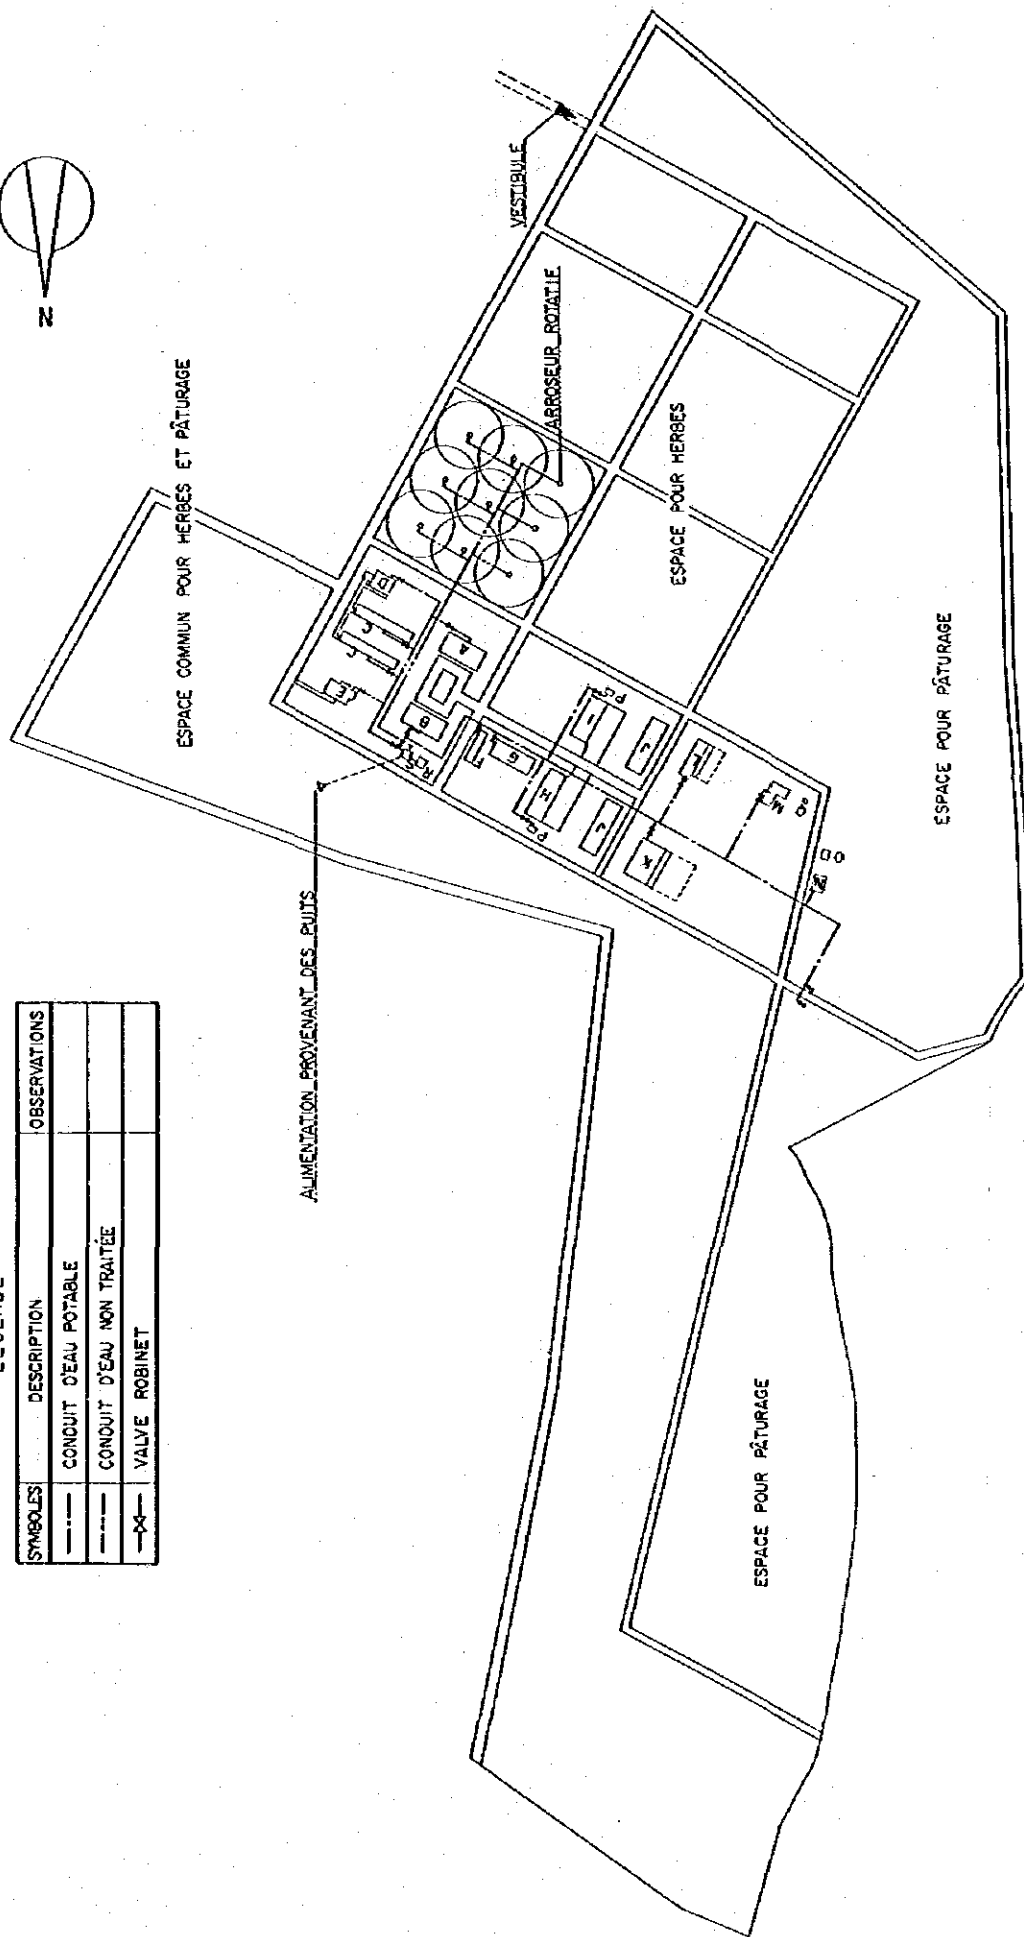 SYMBOLES DESCRIPTION OBSERVATIONS
CONDUIT D'EAU POTABLE
CONDUIT D'EAU NON TRAITÉE
VALVE ROBINET
N
ESPACE COMMUN POUR HERBES ET PÂTURAGE
ALIMENTATION PROVENANT DES PUITS
VESTIBULE
ARROSEUR ROTATIF
ESPACE POUR HERBES
ESPACE POUR PÂTURAGE
ESPACE POUR PÂTURAGE
D
C
C
E
A
B
R
F
G
P
I
J
H
P
J
L
K
M
Q
O
N